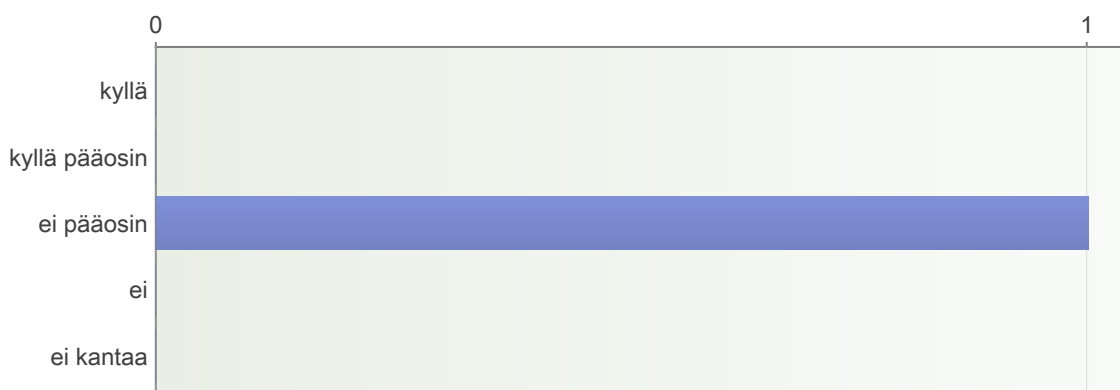 0 1
kyllä
kyllä pääosin
ei pääosin
ei
ei kantaa